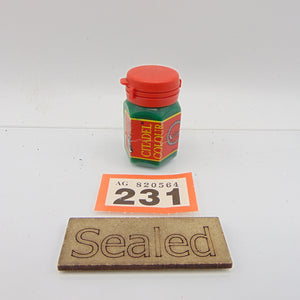 CITADEL
COLOUR
AG 820564
231
Sealed